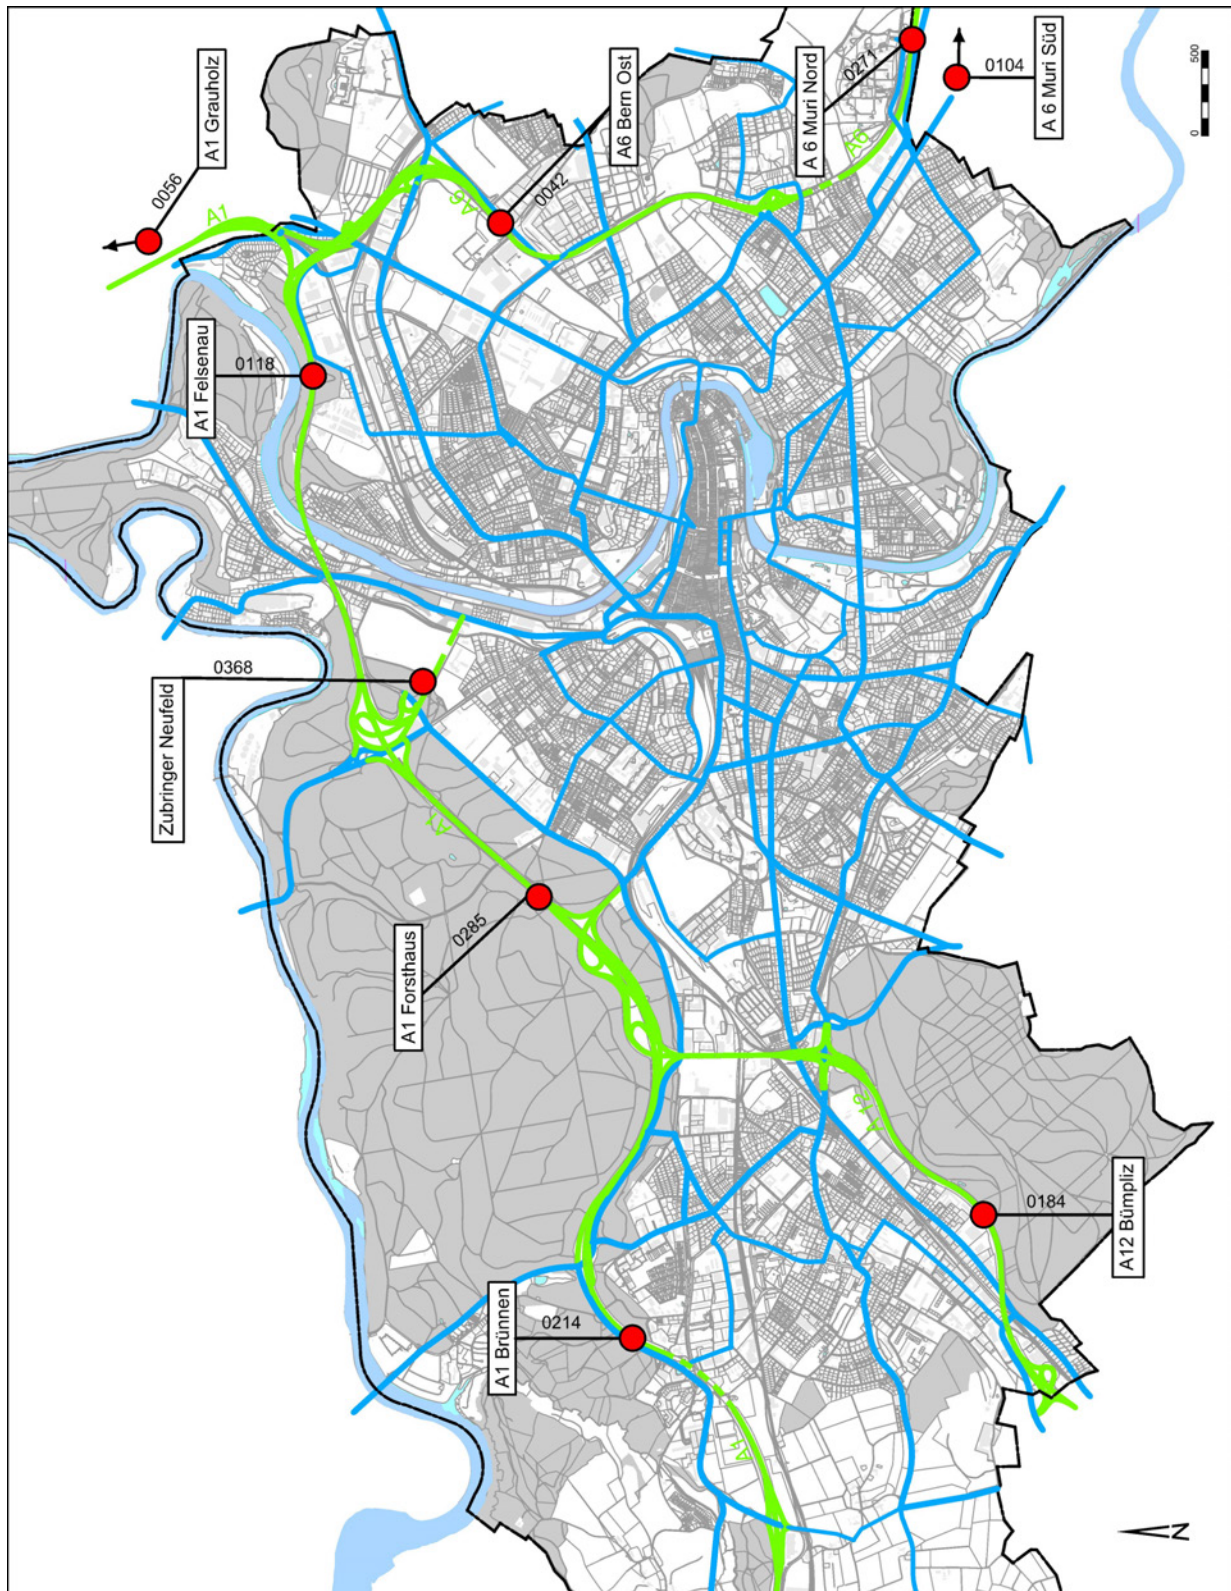 A1 Grauholz
0056
A1
A1 Felsenau
0118
Zubringer Neufeld
0368
A1
A1 Forsthaus
0285
A1 Brünnen
0214
A1
A12 Bümpliz
0184
A12
A6
A6 Bern Ost
0042
A 6 Muri Nord
0271
A6
A 6 Muri Süd
0104
0
500
N